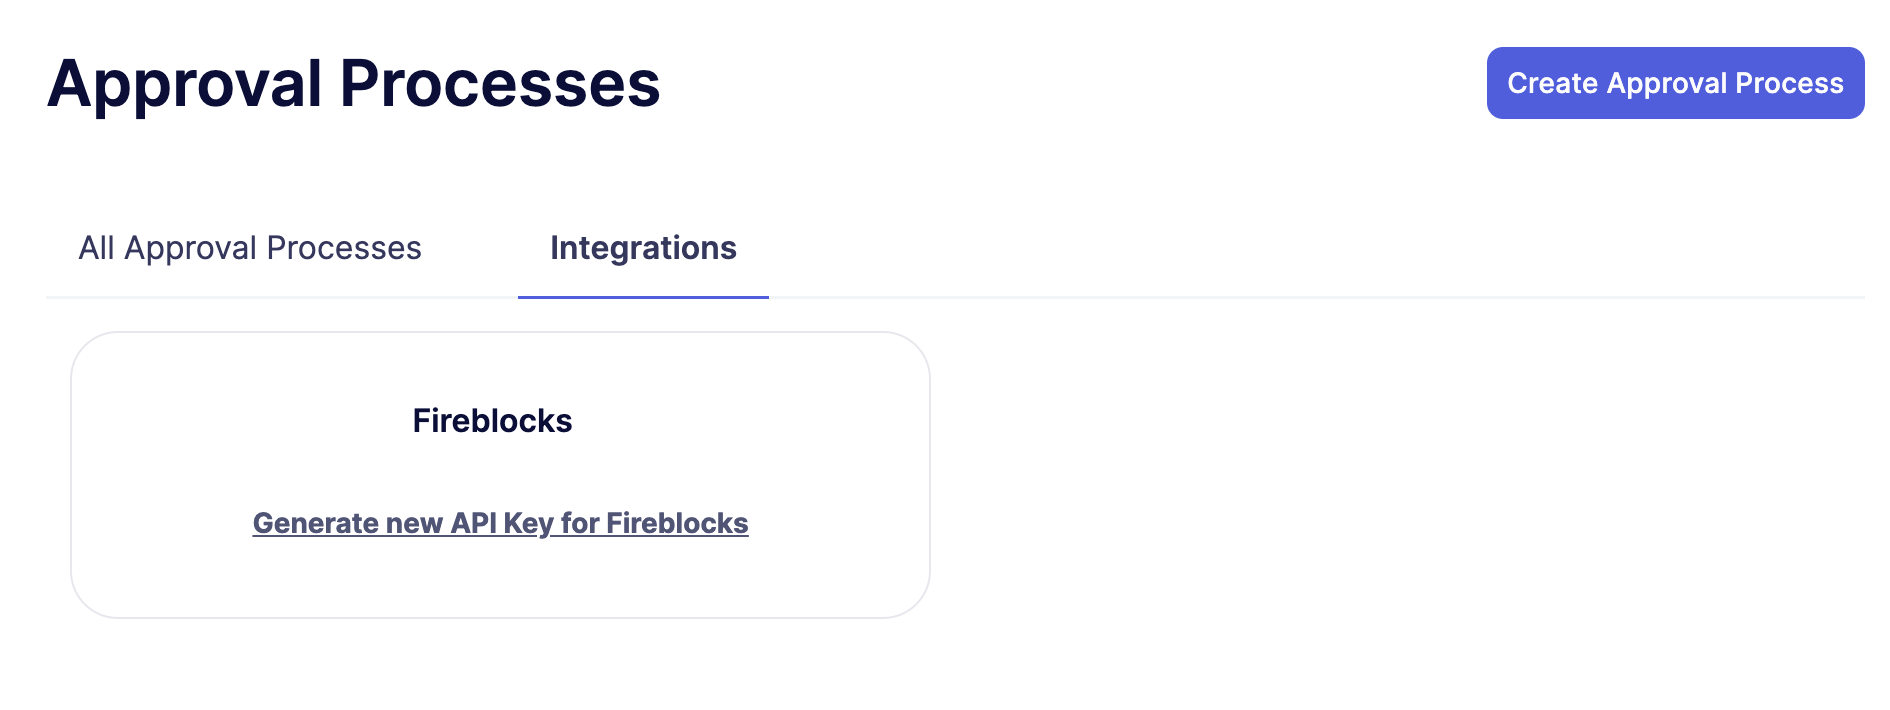 Approval Processes
Create Approval Process
All Approval Processes
Integrations
Fireblocks
Generate new API Key for Fireblocks